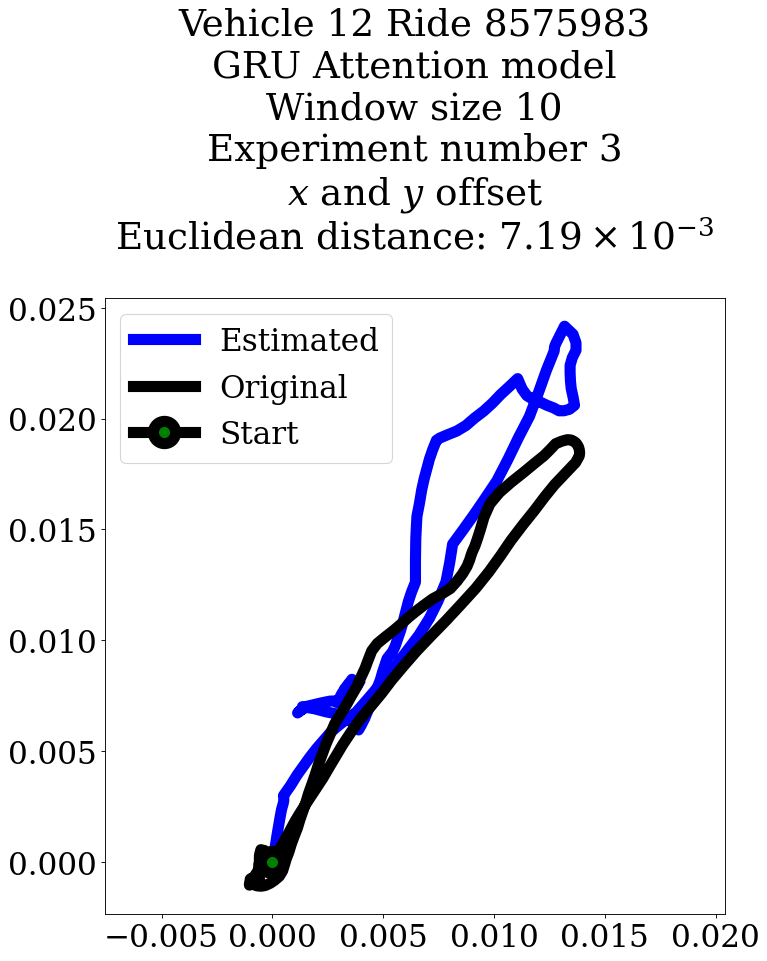 Vehicle 12 Ride 8575983
GRU Attention model
Window size 10
Experiment number 3
x and y offset
Euclidean distance: 7.19 × 10⁻³
0.025
Estimated
Original
Start
0.020
0.015
0.010
0.005
0.000
−0.005 0.000 0.005 0.010 0.015 0.020